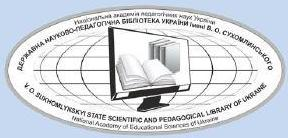 Національна академія педагогічних наук України
ДЕРЖАВНА НАУКОВО-ПЕДАГОГІЧНА БІБЛІОТЕКА УКРАЇНИ імені В. О. СУХОМЛИНСЬКОГО
V. O. SUKHOMLYNSKYI STATE SCIENTIFIC AND PEDAGOGICAL LIBRARY OF UKRAINE
National Academy of Educational Sciences of Ukraine